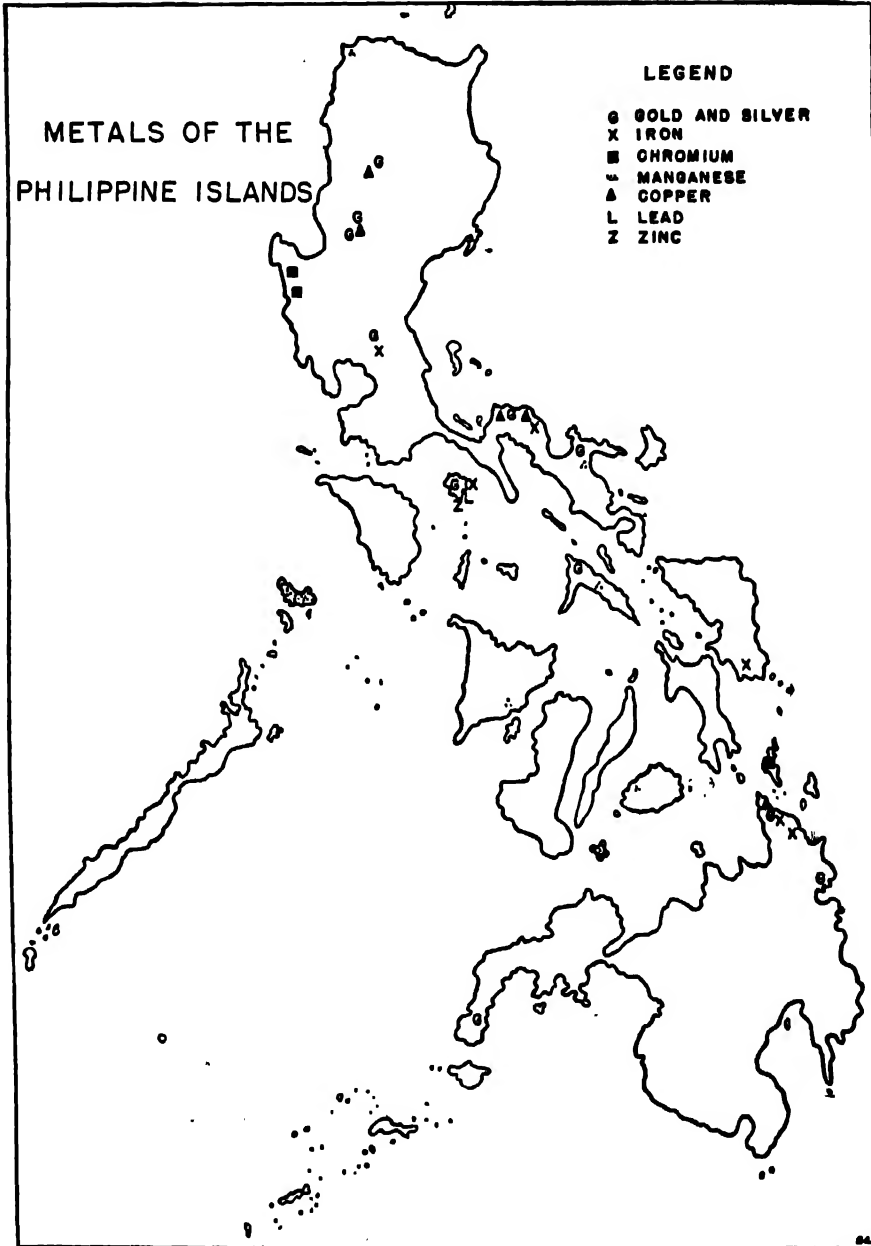 METALS OF THE
PHILIPPINE ISLANDS
LEGEND
G GOLD AND SILVER
X IRON
■ CHROMIUM
MANGANESE
▲ COPPER
L LEAD
Z ZINC
G
G
G
G
G
X
G
X
G
G X
Z L
G
X
G
X
X
G
G